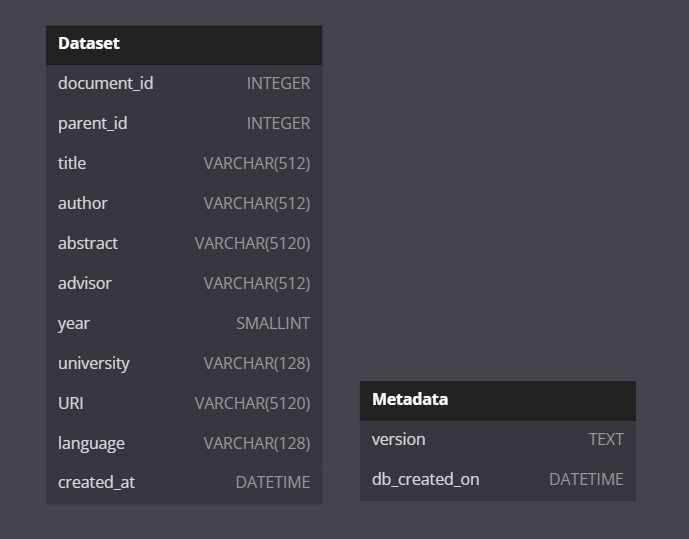 Dataset
document_id INTEGER
parent_id INTEGER
title VARCHAR(512)
author VARCHAR(512)
abstract VARCHAR(5120)
advisor VARCHAR(512)
year SMALLINT
university VARCHAR(128)
URI VARCHAR(5120)
language VARCHAR(128)
created_at DATETIME
Metadata
version TEXT
db_created_on DATETIME